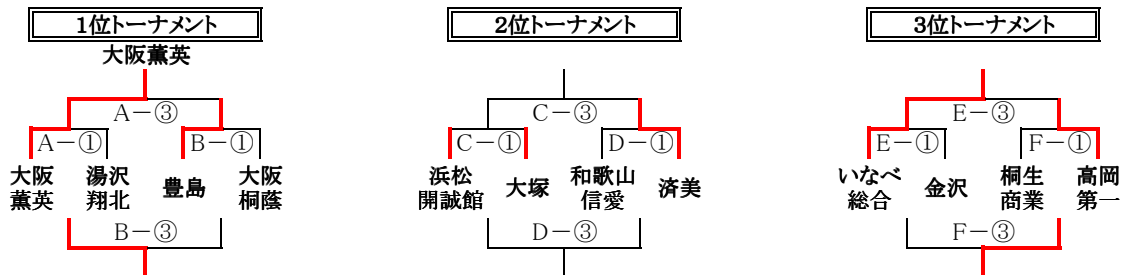 1位トーナメント
大阪薫英
A-③
A-① B-①
大阪薫英 湯沢翔北 豊島 大阪桐蔭
B-③
2位トーナメント
C-③
C-① D-①
浜松開誠館 大塚 和歌山信愛 済美
D-③
3位トーナメント
E-③
E-① F-①
いなべ総合 金沢 桐生商業 高岡第一
F-③